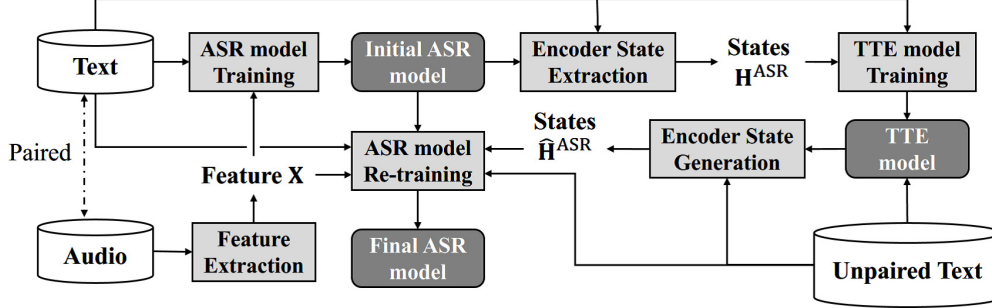 Text
ASR model
Training
Initial ASR
model
Encoder State
Extraction
States
H^ASR
TTE model
Training
Paired
Feature X
ASR model
Re-training
States
Ĥ^ASR
Encoder State
Generation
TTE
model
Audio
Feature
Extraction
Final ASR
model
Unpaired Text